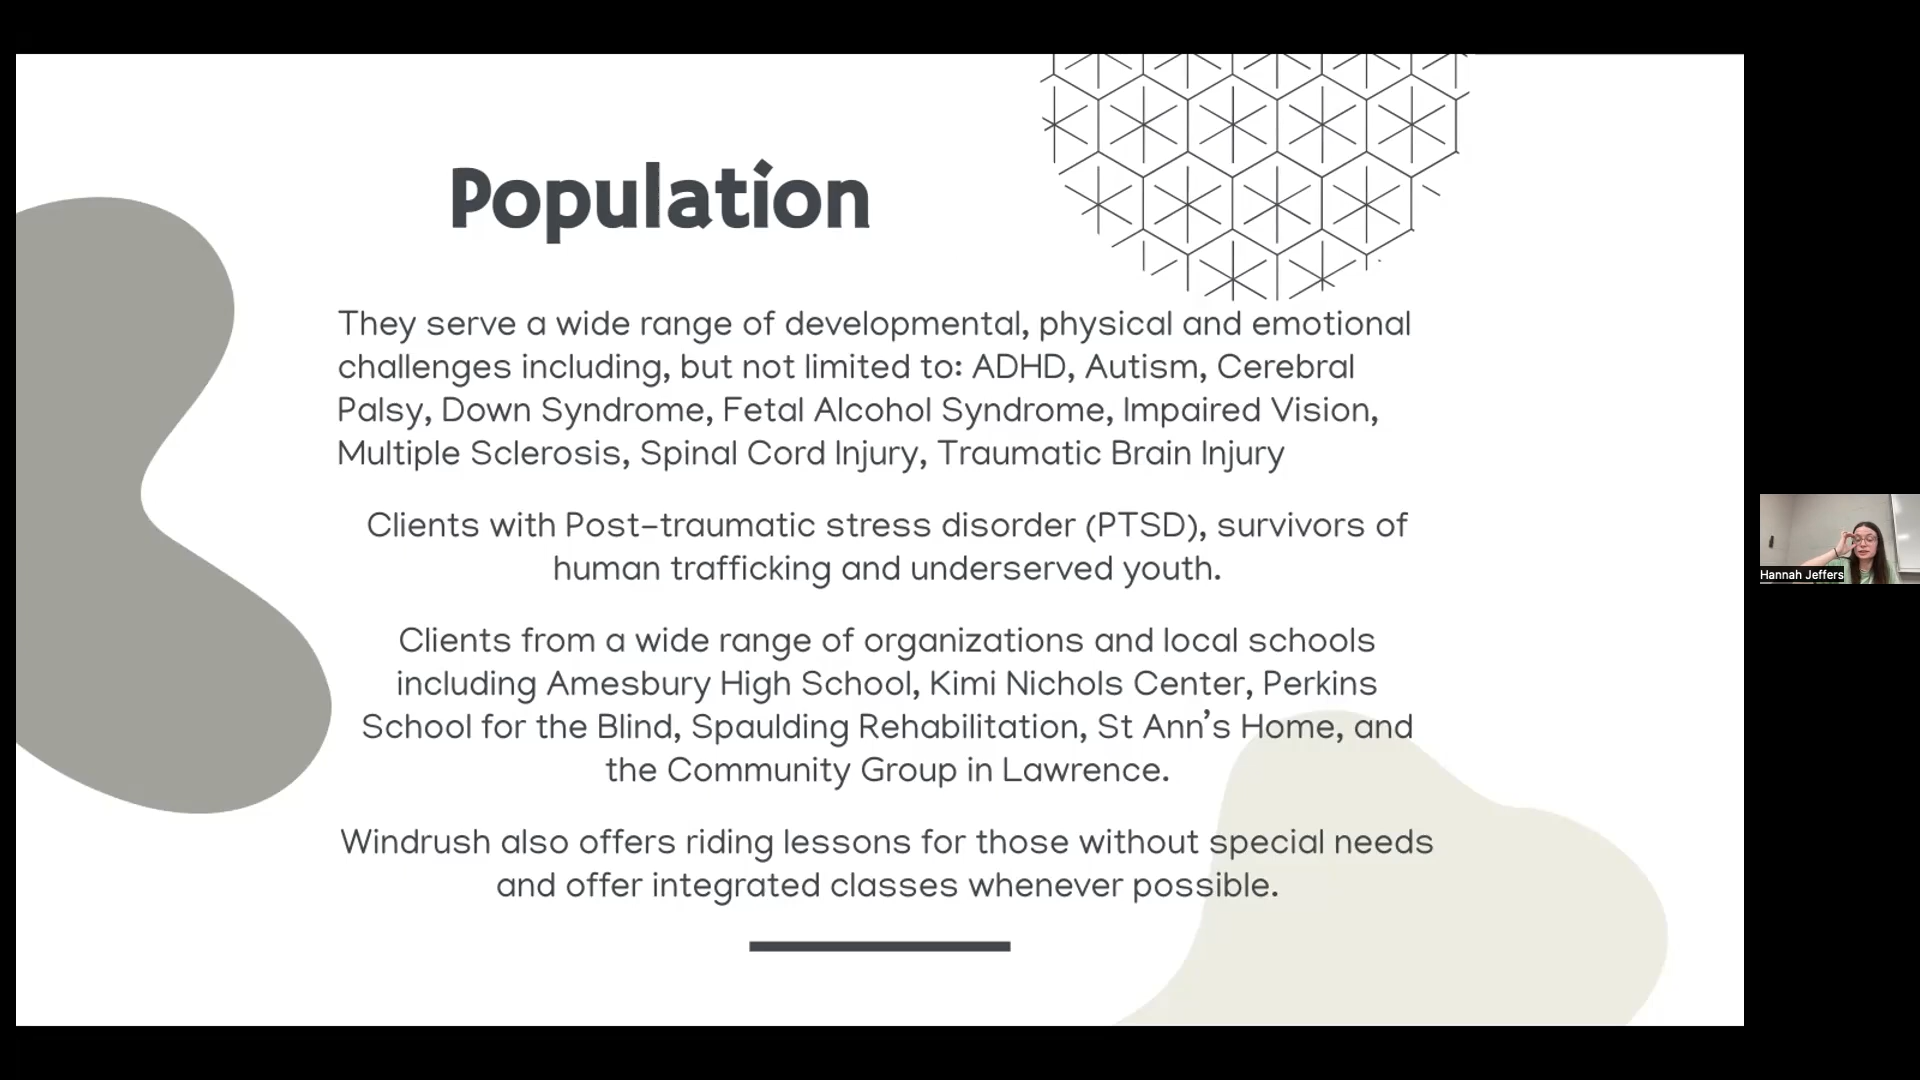 Population
They serve a wide range of developmental, physical and emotional
challenges including, but not limited to: ADHD, Autism, Cerebral
Palsy, Down Syndrome, Fetal Alcohol Syndrome, Impaired Vision,
Multiple Sclerosis, Spinal Cord Injury, Traumatic Brain Injury
Clients with Post-traumatic stress disorder (PTSD), survivors of
human trafficking and underserved youth.
Clients from a wide range of organizations and local schools
including Amesbury High School, Kimi Nichols Center, Perkins
School for the Blind, Spaulding Rehabilitation, St Ann's Home, and
the Community Group in Lawrence.
Windrush also offers riding lessons for those without special needs
and offer integrated classes whenever possible.
Hannah Jeffers